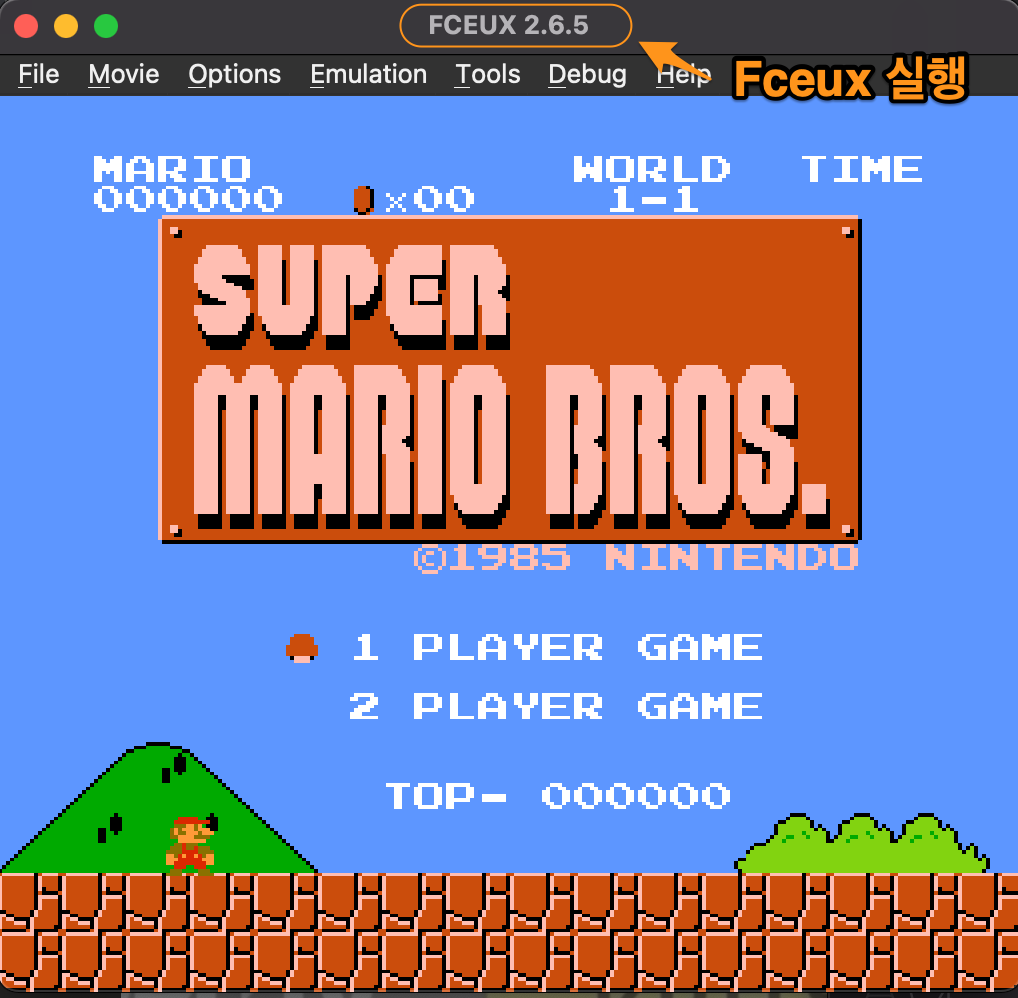 FCEUX 2.6.5
File Movie Options Emulation Tools Debug Help
Fceux 실행
MARIO WORLD TIME
000000 x00 1-1
SUPER
MARIO BROS.
©1985 NINTENDO
1 PLAYER GAME
2 PLAYER GAME
TOP- 000000